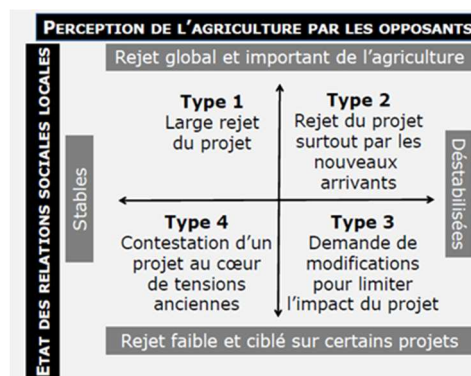 PERCEPTION DE L'AGRICULTURE PAR LES OPPOSANTS
ETAT DES RELATIONS SOCIALES LOCALES
Rejet global et important de l'agriculture
Stables
Type 1
Large rejet
du projet
Type 2
Rejet du projet
surtout par les
nouveaux
arrivants
Déstabilisées
Type 4
Contestation d'un
projet au cœur
de tensions
anciennes
Type 3
Demande de
modifications
pour limiter
l'impact du projet
Rejet faible et ciblé sur certains projets